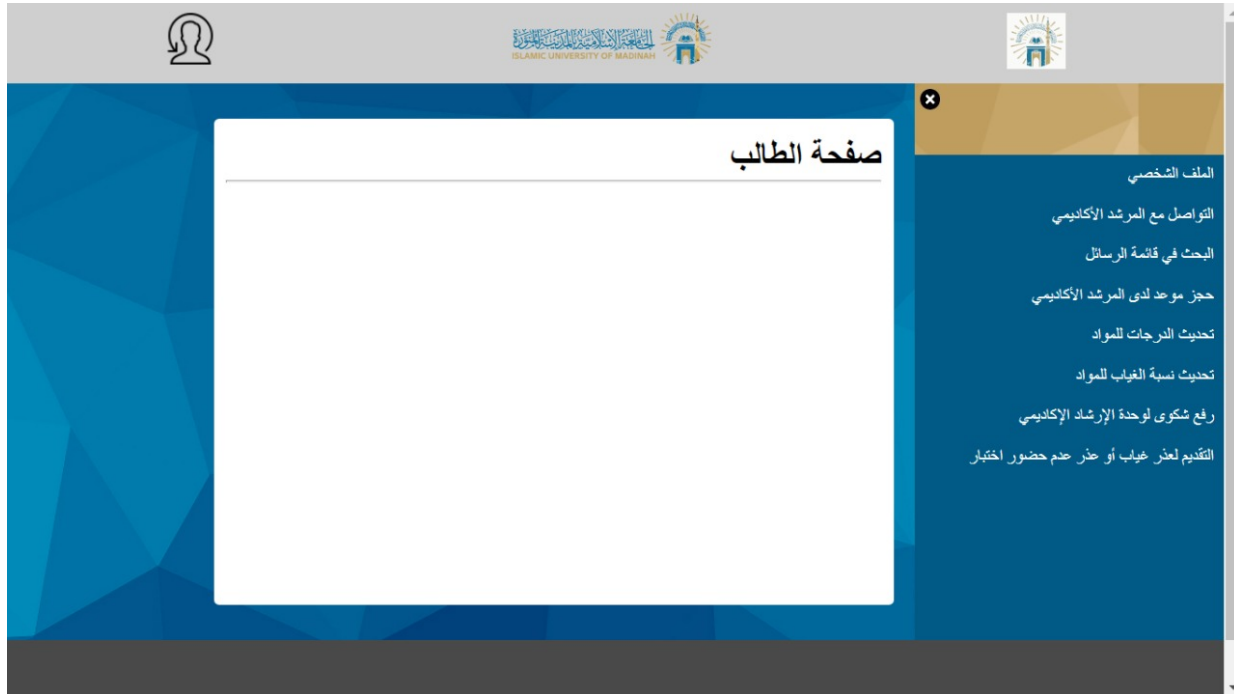 الجامعة الإسلامية بالمدينة المنورة
ISLAMIC UNIVERSITY OF MADINAH
صفحة الطالب
الملف الشخصي
التواصل مع المرشد الأكاديمي
البحث في قائمة الرسائل
حجز موعد لدى المرشد الأكاديمي
تحديث الدرجات للمواد
تحديث نسبة الغياب للمواد
رفع شكوى لوحدة الإرشاد الإكاديمي
التقديم لعذر غياب أو عذر عدم حضور اختبار